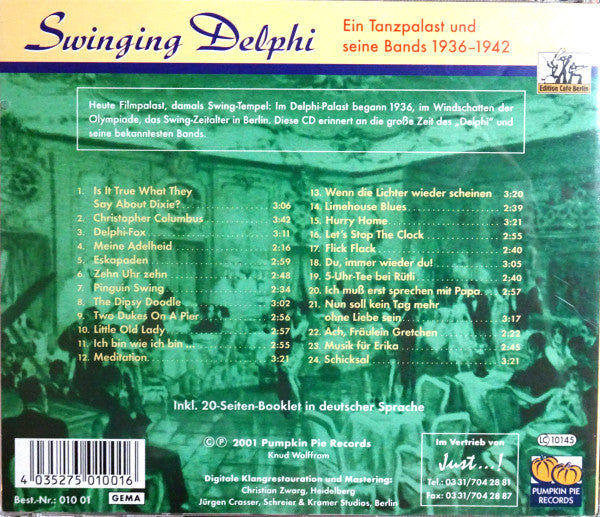 Swinging Delphi
Ein Tanzpalast und
seine Bands 1936–1942
Edition Café Berlin
Heute Filmpalast, damals Swing-Tempel: Im Delphi-Palast begann 1936, im Windschatten der
Olympiade, das Swing-Zeitalter in Berlin. Diese CD erinnert an die große Zeit des „Delphi" und
seine bekanntesten Bands.
1. Is It True What They
Say About Dixie? 3:06
2. Christopher Calumbus 3:42
3. Delphi-Fox 3:11
4. Meine Adelheid 2:16
5. Eskapaden 2:59
6. Zehn Uhr zehn 2:48
7. Pinguin Swing 2:34
8. The Dipsy Doodle 3:02
9. Two Dukes On A Pier 2:56
10. Little Old Lady 2:57
11. Ich bin wie ich bin ... 2:55
12. Meditation 3:21
13. Wenn die Lichter wieder scheinen 3:20
14. Limehouse Blues 2:39
15. Hurry Home 3:21
16. Let's Stop The Clock 2:55
17. Flick Flack 2:40
18. Du, immer wieder du! 3:05
19. 5-Uhr-Tee bei Rütli 2:40
20. Ich muß erst sprechen mit Papa 2:57
21. Nun soll kein Tag mehr
ohne Liebe sein 3:17
22. Ach, Fräulein Gretchen 2:22
23. Musik für Erika 2:45
24. Schicksal 3:21
Inkl. 20-Seiten-Booklet in deutscher Sprache
© ℗ 2001 Pumpkin Pie Records
Knud Wolffram
Digitale Klangrestauration und Mastering:
Christian Zwarg, Heidelberg
Jürgen Crasser, Schreier & Kramer Studios, Berlin
4 035275 010016
Best.-Nr.: 010 01
GEMA
Im Vertrieb von
Just...!
Tel.: 03 31/704 28 81
Fax: 03 31/704 28 87
LC 10145
PUMPKIN PIE
RECORDS